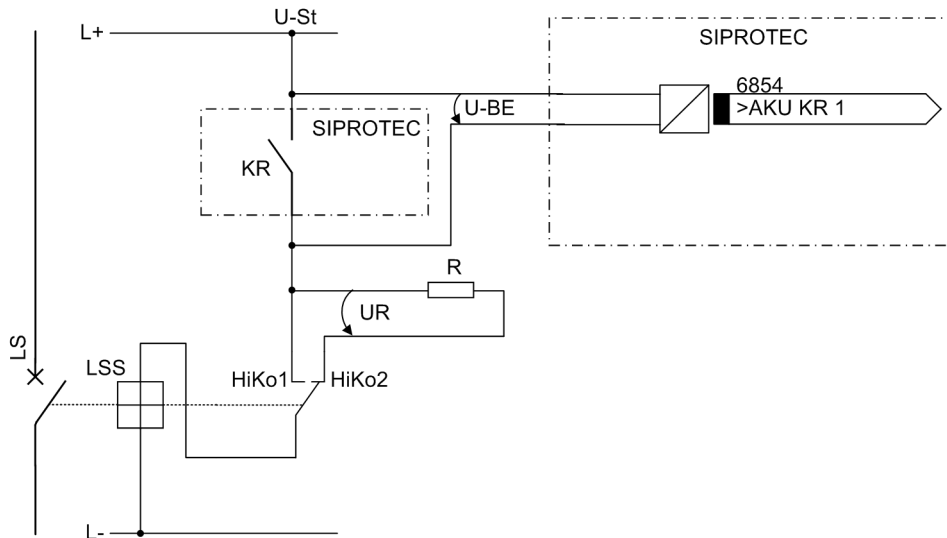 U-St
L+
SIPROTEC
6854
>AKU KR 1
U-BE
SIPROTEC
KR
R
UR
LS
LSS
HiKo1
HiKo2
L-